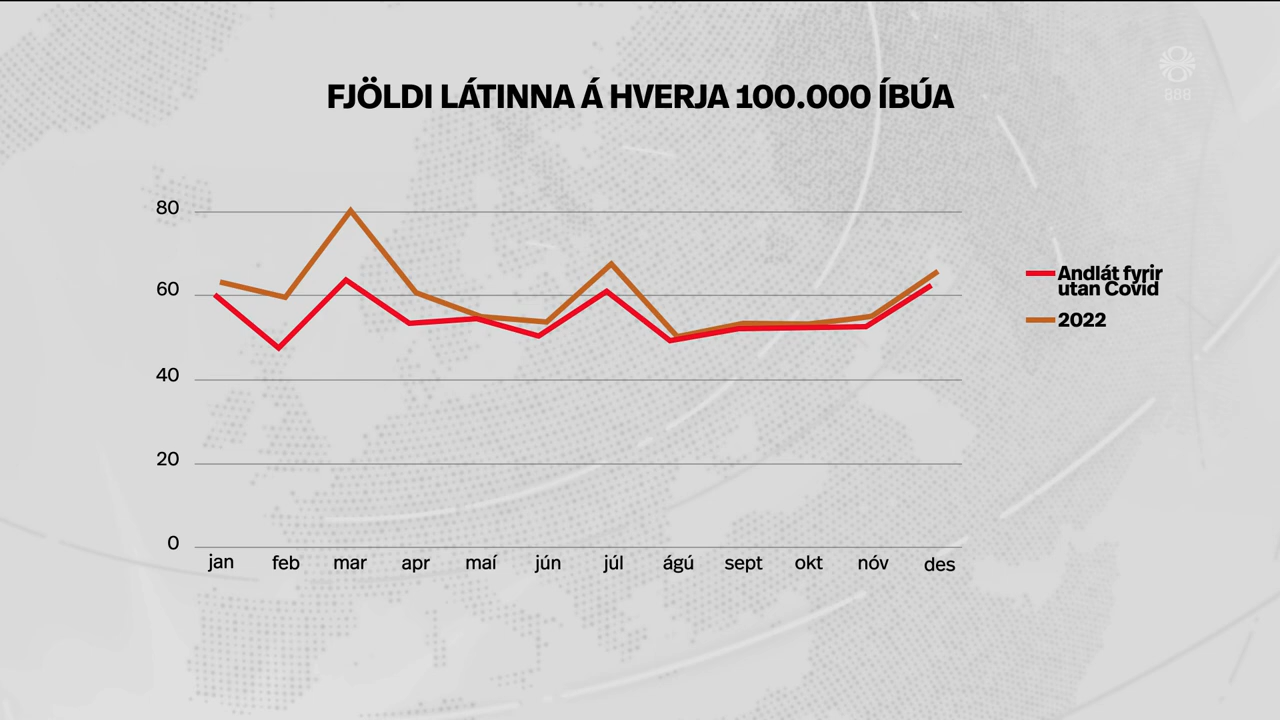 FJÖLDI LÁTINNA Á HVERJA 100.000 ÍBÚA
888
80
60
40
20
0
jan feb mar apr maí jún júl ágú sept okt nóv des
Andlát fyrir
utan Covid
2022